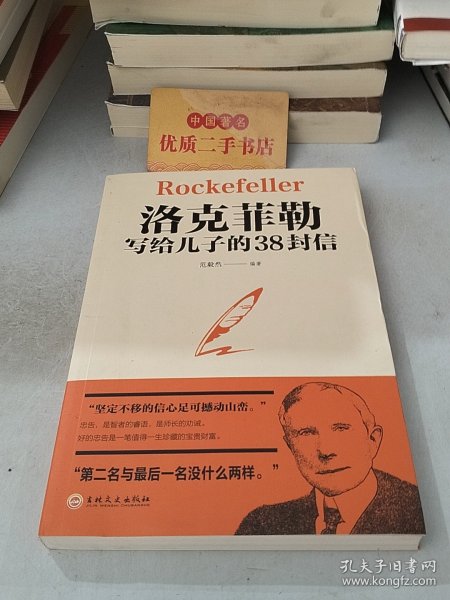 中国著名
优质二手书店
Rockefeller
洛克菲勒
写给儿子的38封信
范毅然——编著
“坚定不移的信心足可撼动山峦。”
忠告，是智者的睿语，是师长的劝诫。
好的忠告是一笔值得一生珍藏的宝贵财富。
“第二名与最后一名没什么两样。”
吉林文史出版社
JILIN WENSHI CHUBANSHE
孔夫子旧书网
www.kongfz.com